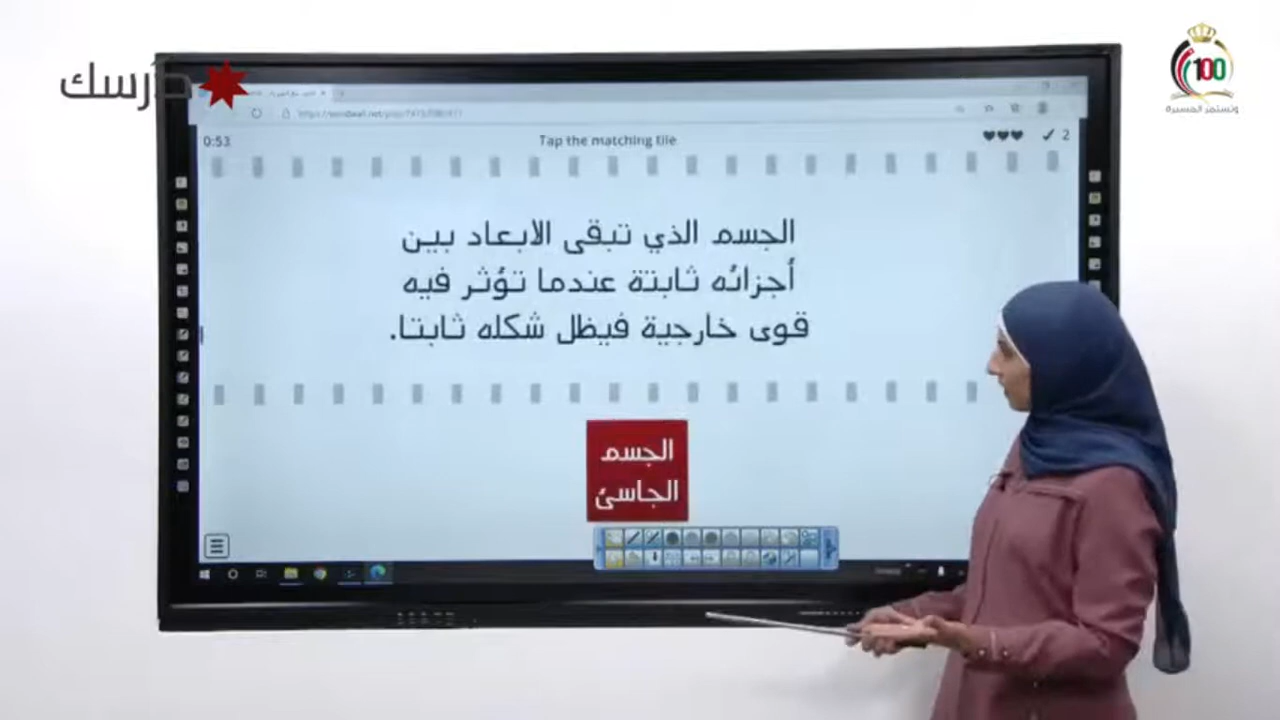 دارسك
100
وتستمر المسيرة
0:53
Tap the matching tile
2
الجسم الذي تبقى الابعاد بين
أجزائه ثابتة عندما تؤثر فيه
قوى خارجية فيظل شكله ثابتا.
الجسم
الجاسئ